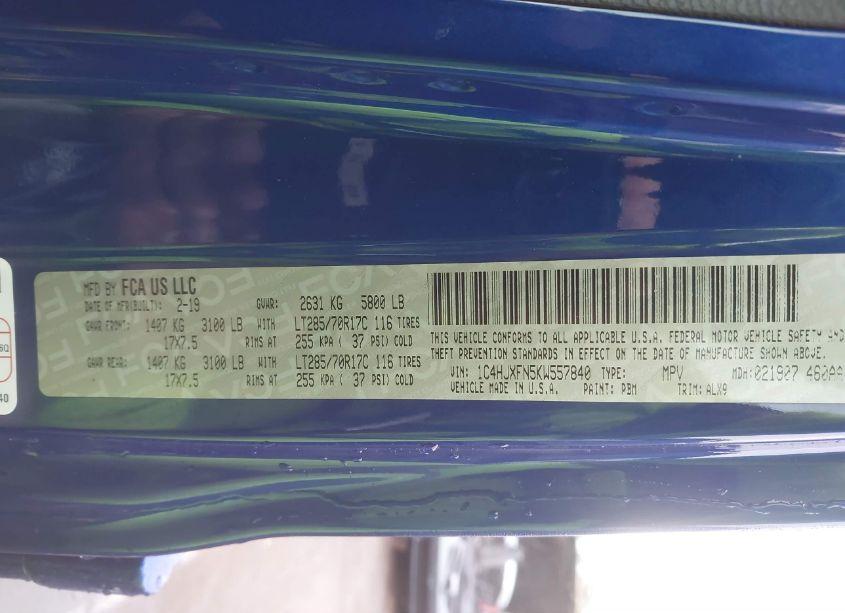 MFD BY FCA US LLC
DATE OF MFR(BUILT): 2-19 GVWR: 2631 KG 5800 LB
GAWR FRONT: 1407 KG 3100 LB WITH LT285/70R17C 116 TIRES
17X7.5 RIMS AT 255 KPA ( 37 PSI) COLD
GAWR REAR: 1407 KG 3100 LB WITH LT285/70R17C 116 TIRES
17X7.5 RIMS AT 255 KPA ( 37 PSI) COLD
THIS VEHICLE CONFORMS TO ALL APPLICABLE U.S.A. FEDERAL MOTOR VEHICLE SAFETY AND
THEFT PREVENTION STANDARDS IN EFFECT ON THE DATE OF MANUFACTURE SHOWN ABOVE.
VIN: 1C4HJXFN5KW557840 TYPE: MPV MDH: 021907 460AA
VEHICLE MADE IN U.S.A. PAINT: PBM TRIM: ALX9